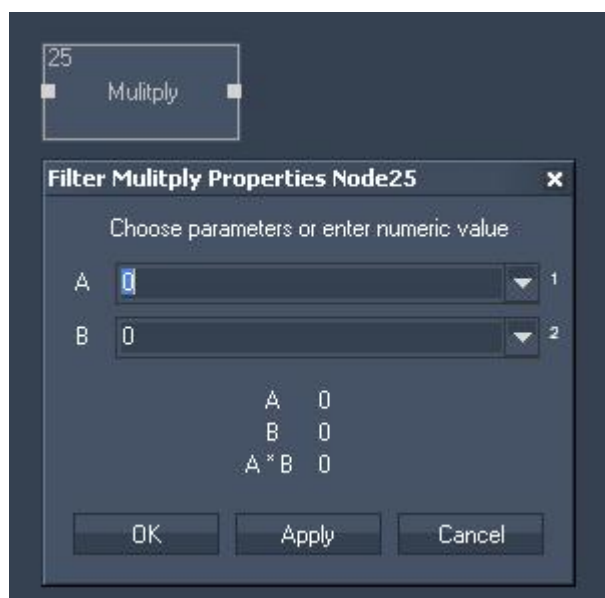 25
Mulitply
Filter Mulitply Properties Node25
Choose parameters or enter numeric value
A 0 1
B 0 2
A 0
B 0
A * B 0
OK Apply Cancel